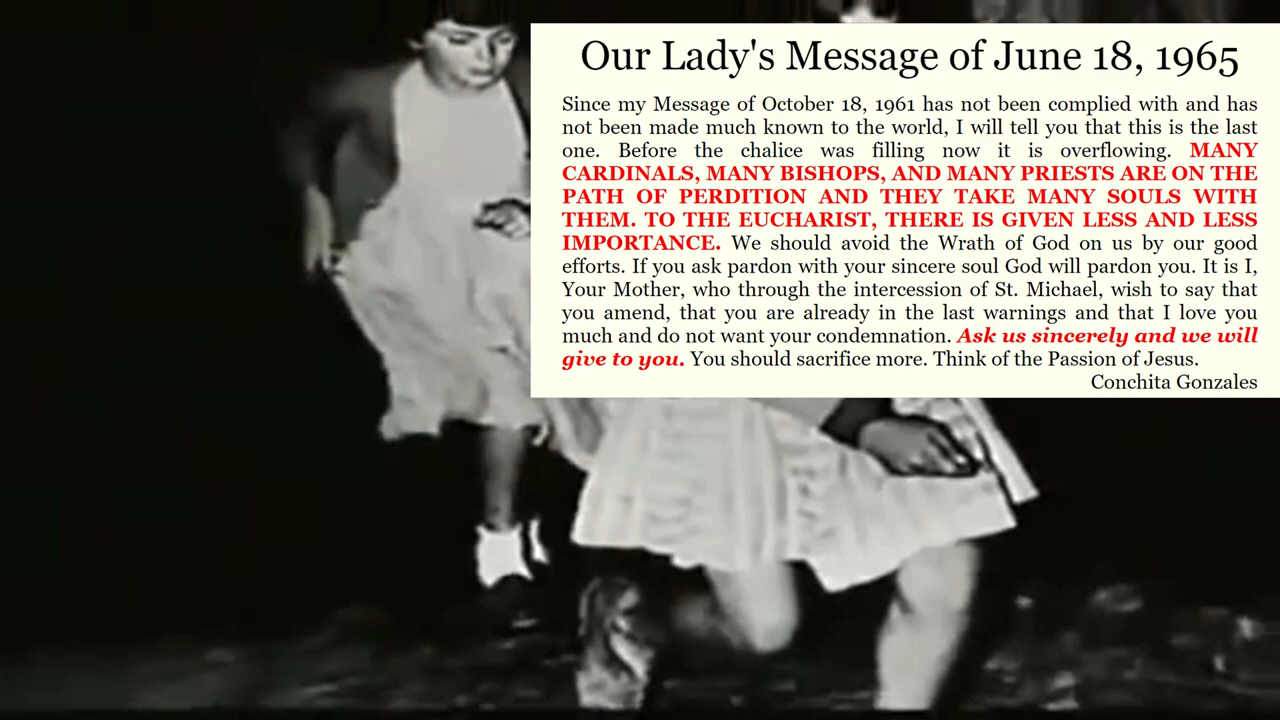 Our Lady's Message of June 18, 1965
Since my Message of October 18, 1961 has not been complied with and has
not been made much known to the world, I will tell you that this is the last
one. Before the chalice was filling now it is overflowing. MANY
CARDINALS, MANY BISHOPS, AND MANY PRIESTS ARE ON THE
PATH OF PERDITION AND THEY TAKE MANY SOULS WITH
THEM. TO THE EUCHARIST, THERE IS GIVEN LESS AND LESS
IMPORTANCE. We should avoid the Wrath of God on us by our good
efforts. If you ask pardon with your sincere soul God will pardon you. It is I,
Your Mother, who through the intercession of St. Michael, wish to say that
you amend, that you are already in the last warnings and that I love you
much and do not want your condemnation. Ask us sincerely and we will
give to you. You should sacrifice more. Think of the Passion of Jesus.
Conchita Gonzales